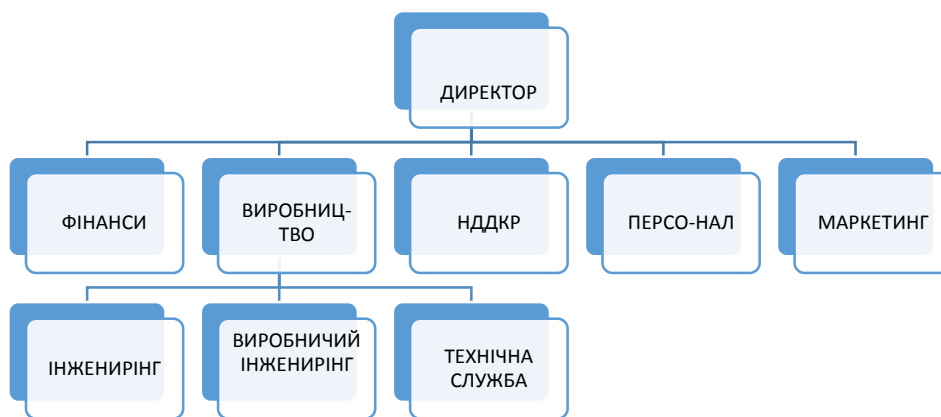 ДИРЕКТОР
ФІНАНСИ
ВИРОБНИЦ-
ТВО
НДДКР
ПЕРСО-НАЛ
МАРКЕТИНГ
ІНЖЕНИРІНГ
ВИРОБНИЧИЙ
ІНЖЕНИРІНГ
ТЕХНІЧНА
СЛУЖБА